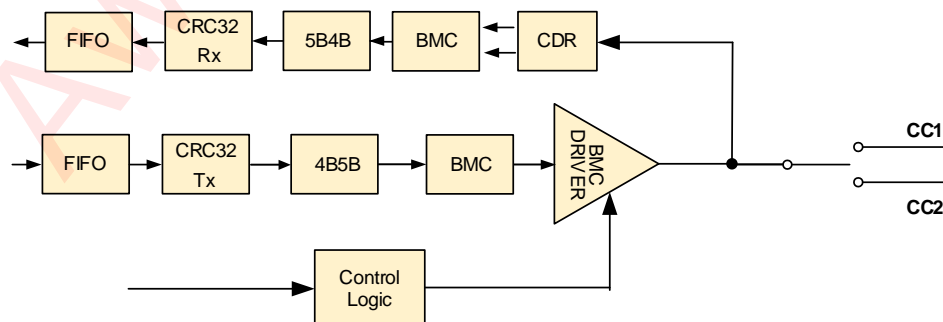 FIFO
CRC32
Rx
5B4B
BMC
CDR
FIFO
CRC32
Tx
4B5B
BMC
BMC
DRIVER
CC1
CC2
Control
Logic